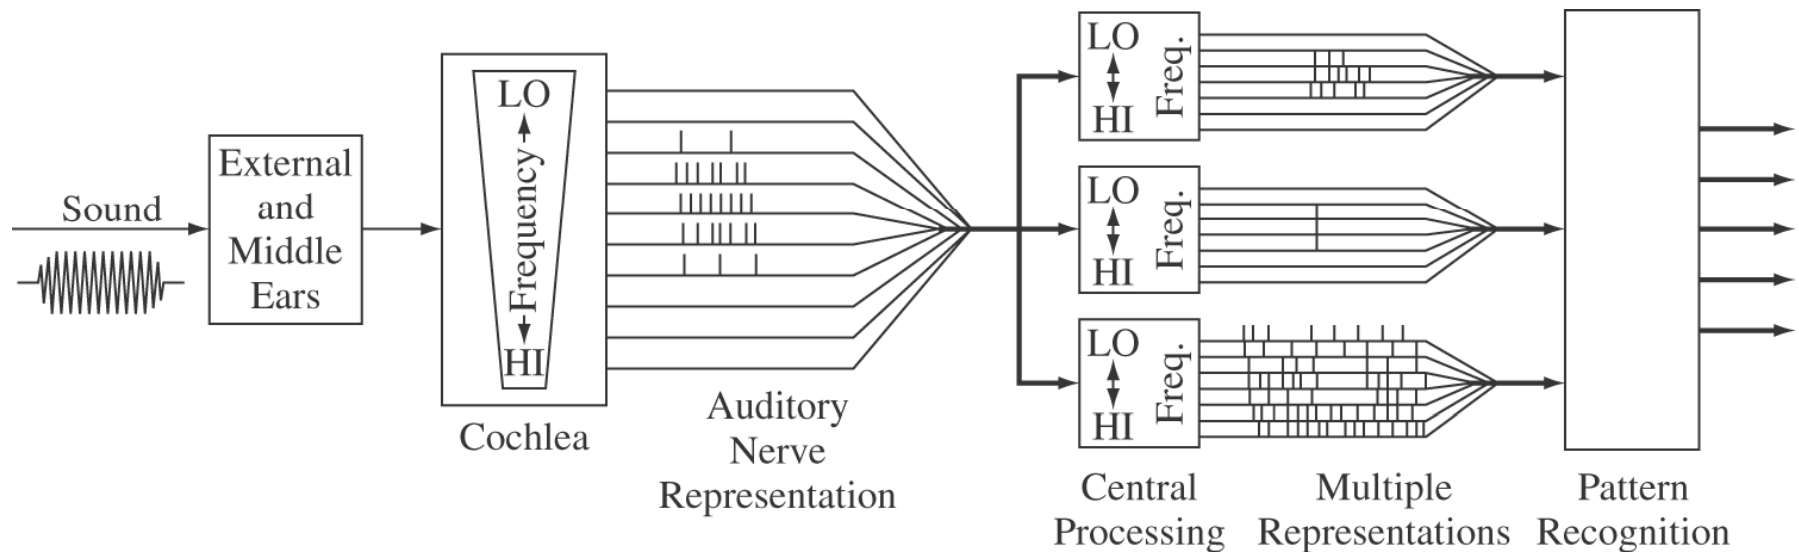 Sound
External
and
Middle
Ears
LO
Frequency
HI
Cochlea
Auditory
Nerve
Representation
LO
HI
Freq.
LO
HI
Freq.
LO
HI
Freq.
Central
Processing
Multiple
Representations
Pattern
Recognition